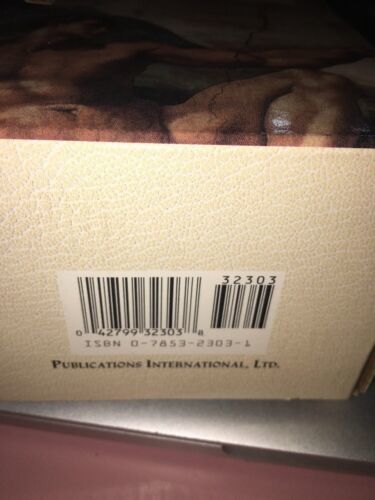 32303
0 42799 32303 8
ISBN 0-7853-2303-1
PUBLICATIONS INTERNATIONAL, LTD.